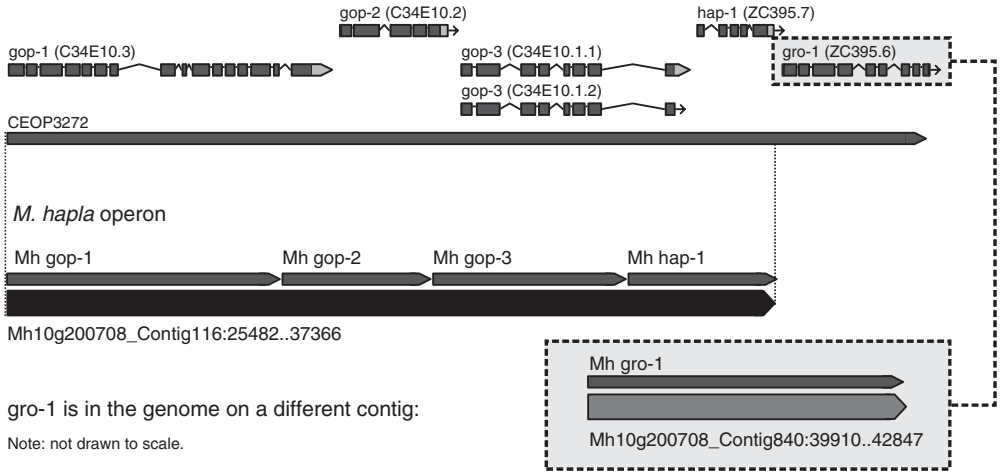 gop-2 (C34E10.2)
hap-1 (ZC395.7)
gop-1 (C34E10.3)
gop-3 (C34E10.1.1)
gro-1 (ZC395.6)
gop-3 (C34E10.1.2)
CEOP3272
M. hapla operon
Mh gop-1
Mh gop-2
Mh gop-3
Mh hap-1
Mh10g200708_Contig116:25482..37366
Mh gro-1
gro-1 is in the genome on a different contig:
Mh10g200708_Contig840:39910..42847
Note: not drawn to scale.